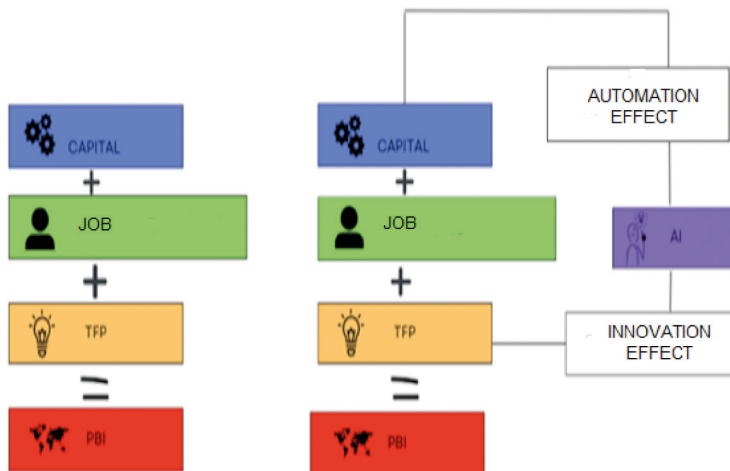 CAPITAL
+
JOB
+
TFP
=
PBI
CAPITAL
+
JOB
+
TFP
=
PBI
AUTOMATION
EFFECT
AI
INNOVATION
EFFECT